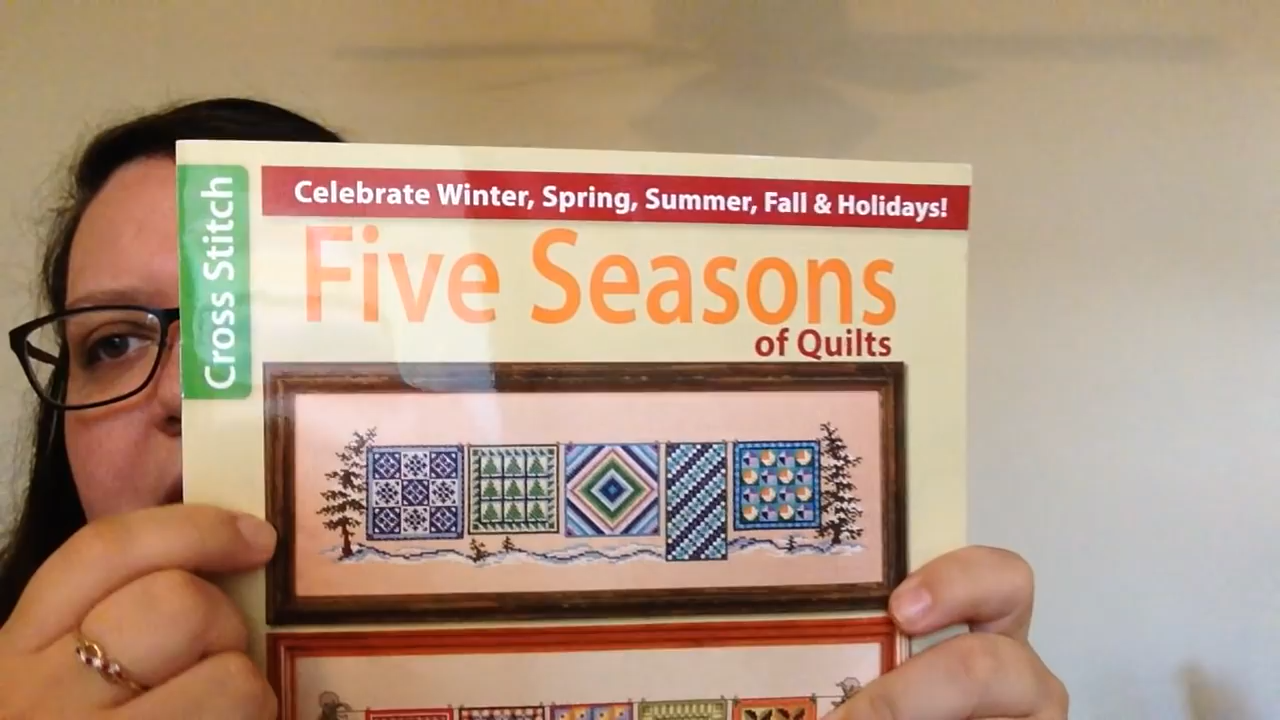 Cross Stitch
Celebrate Winter, Spring, Summer, Fall & Holidays!
Five Seasons
of Quilts